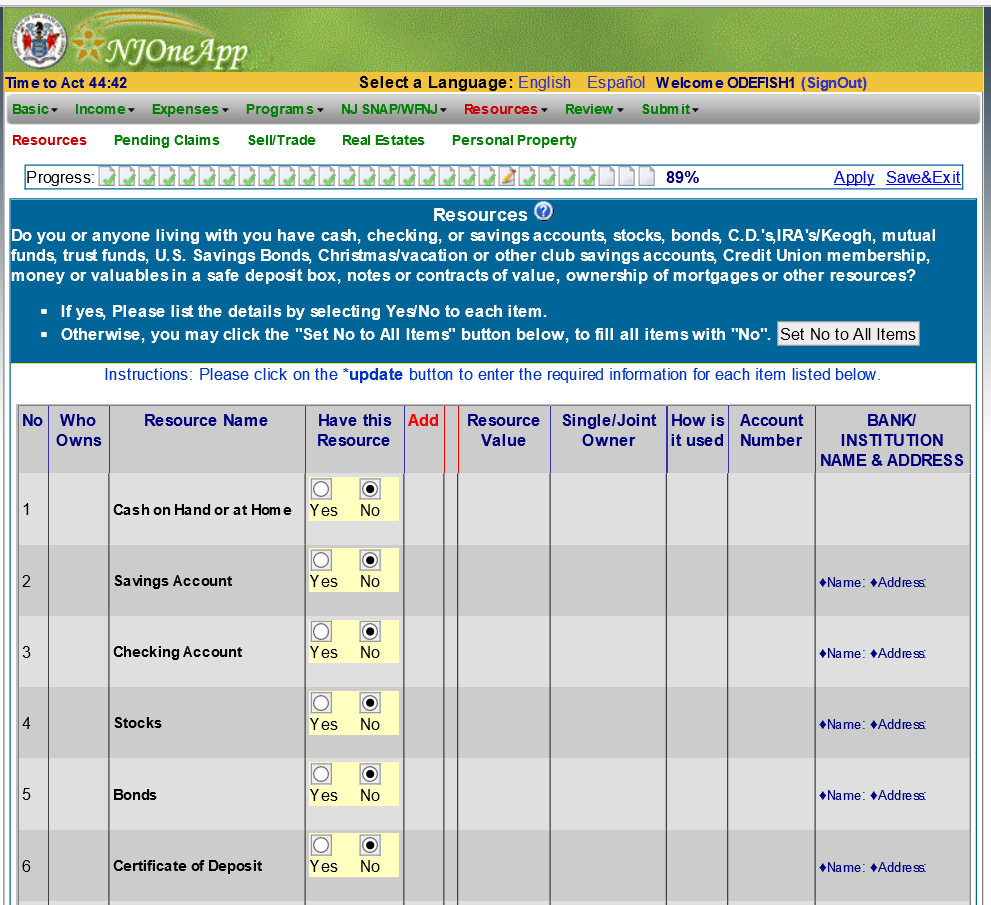 NJOneApp
Time to Act 44:42 Select a Language: English Español Welcome ODEFISH1 (SignOut)
Basic Income Expenses Programs NJ SNAP/WFNJ Resources Review Submit
Resources Pending Claims Sell/Trade Real Estates Personal Property
Progress: 89% Apply Save&Exit
Resources ?
Do you or anyone living with you have cash, checking, or savings accounts, stocks, bonds, C.D.'s,IRA's/Keogh, mutual
funds, trust funds, U.S. Savings Bonds, Christmas/vacation or other club savings accounts, Credit Union membership,
money or valuables in a safe deposit box, notes or contracts of value, ownership of mortgages or other resources?
▪ If yes, Please list the details by selecting Yes/No to each item.
▪ Otherwise, you may click the "Set No to All Items" button below, to fill all items with "No". Set No to All Items
Instructions: Please click on the *update button to enter the required information for each item listed below.
No Who Resource Name Have this Add Resource Single/Joint How is Account BANK/
Owns Resource Value Owner it used Number INSTITUTION
NAME & ADDRESS
1 Cash on Hand or at Home Yes No
2 Savings Account Yes No ♦Name: ♦Address:
3 Checking Account Yes No ♦Name: ♦Address:
4 Stocks Yes No ♦Name: ♦Address:
5 Bonds Yes No ♦Name: ♦Address:
6 Certificate of Deposit Yes No ♦Name: ♦Address: